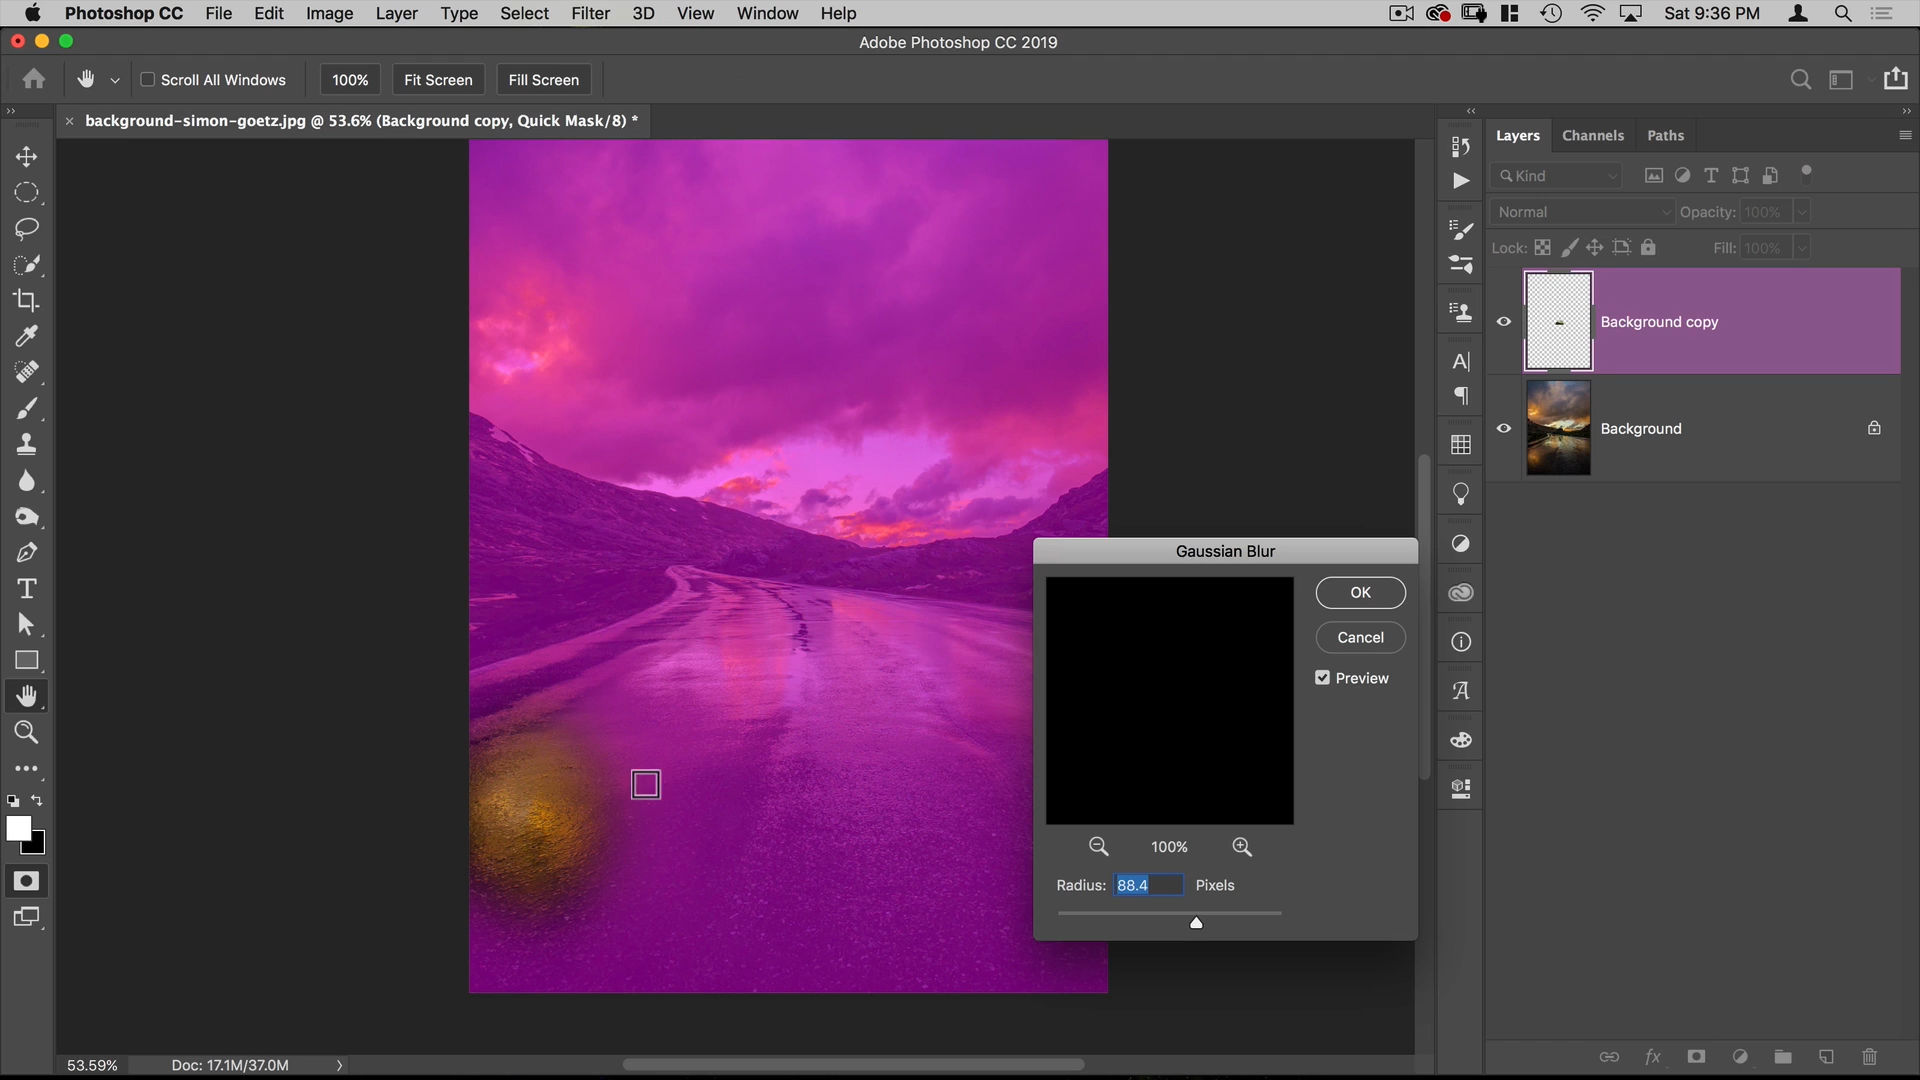 Photoshop CC File Edit Image Layer Type Select Filter 3D View Window Help Sat 9:36 PM
Adobe Photoshop CC 2019
Scroll All Windows 100% Fit Screen Fill Screen
background-simon-goetz.jpg @ 53.6% (Background copy, Quick Mask/8) *
Layers Channels Paths
Kind
Normal Opacity: 100%
Lock: Fill: 100%
Background copy
Background
Gaussian Blur
OK
Cancel
Preview
100%
Radius: 88.4 Pixels
53.59% Doc: 17.1M/37.0M